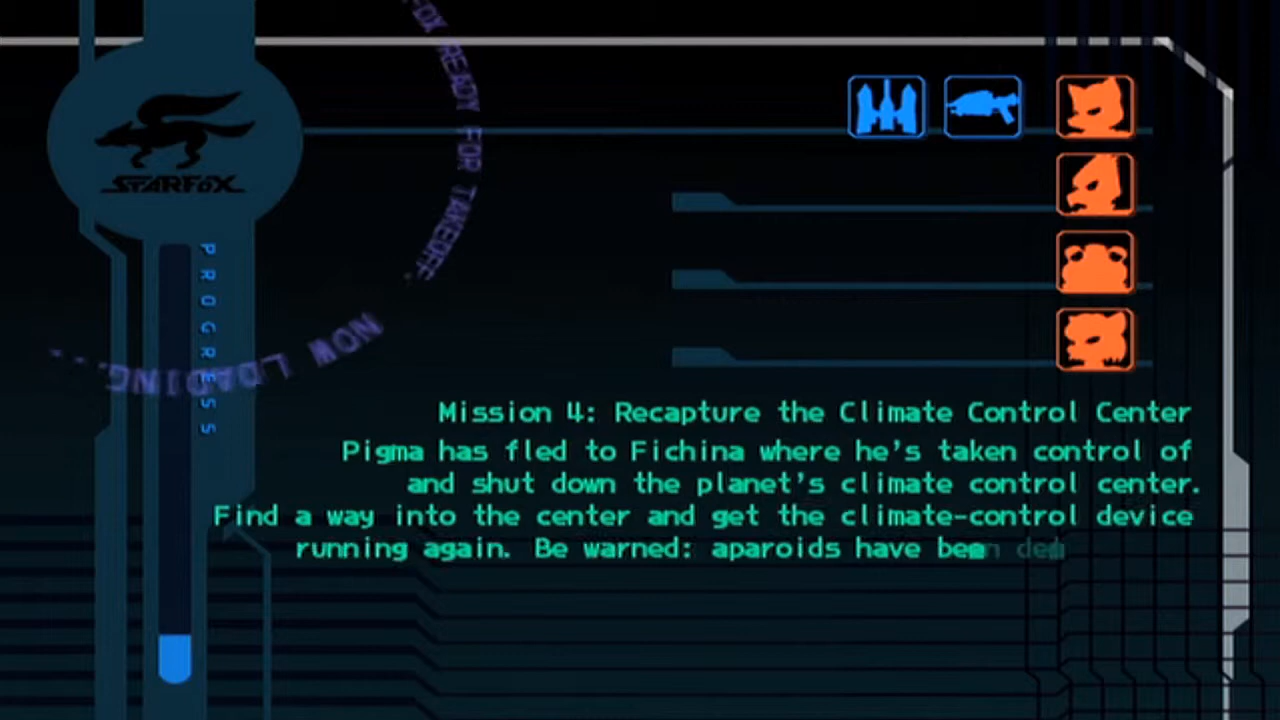 FOX READY FOR TAKEOFF.
STARFOX
PROGRESS
NOW LOADING...
Mission 4: Recapture the Climate Control Center
Pigma has fled to Fichina where he's taken control of
and shut down the planet's climate control center.
Find a way into the center and get the climate-control device
running again. Be warned: aparoids have been